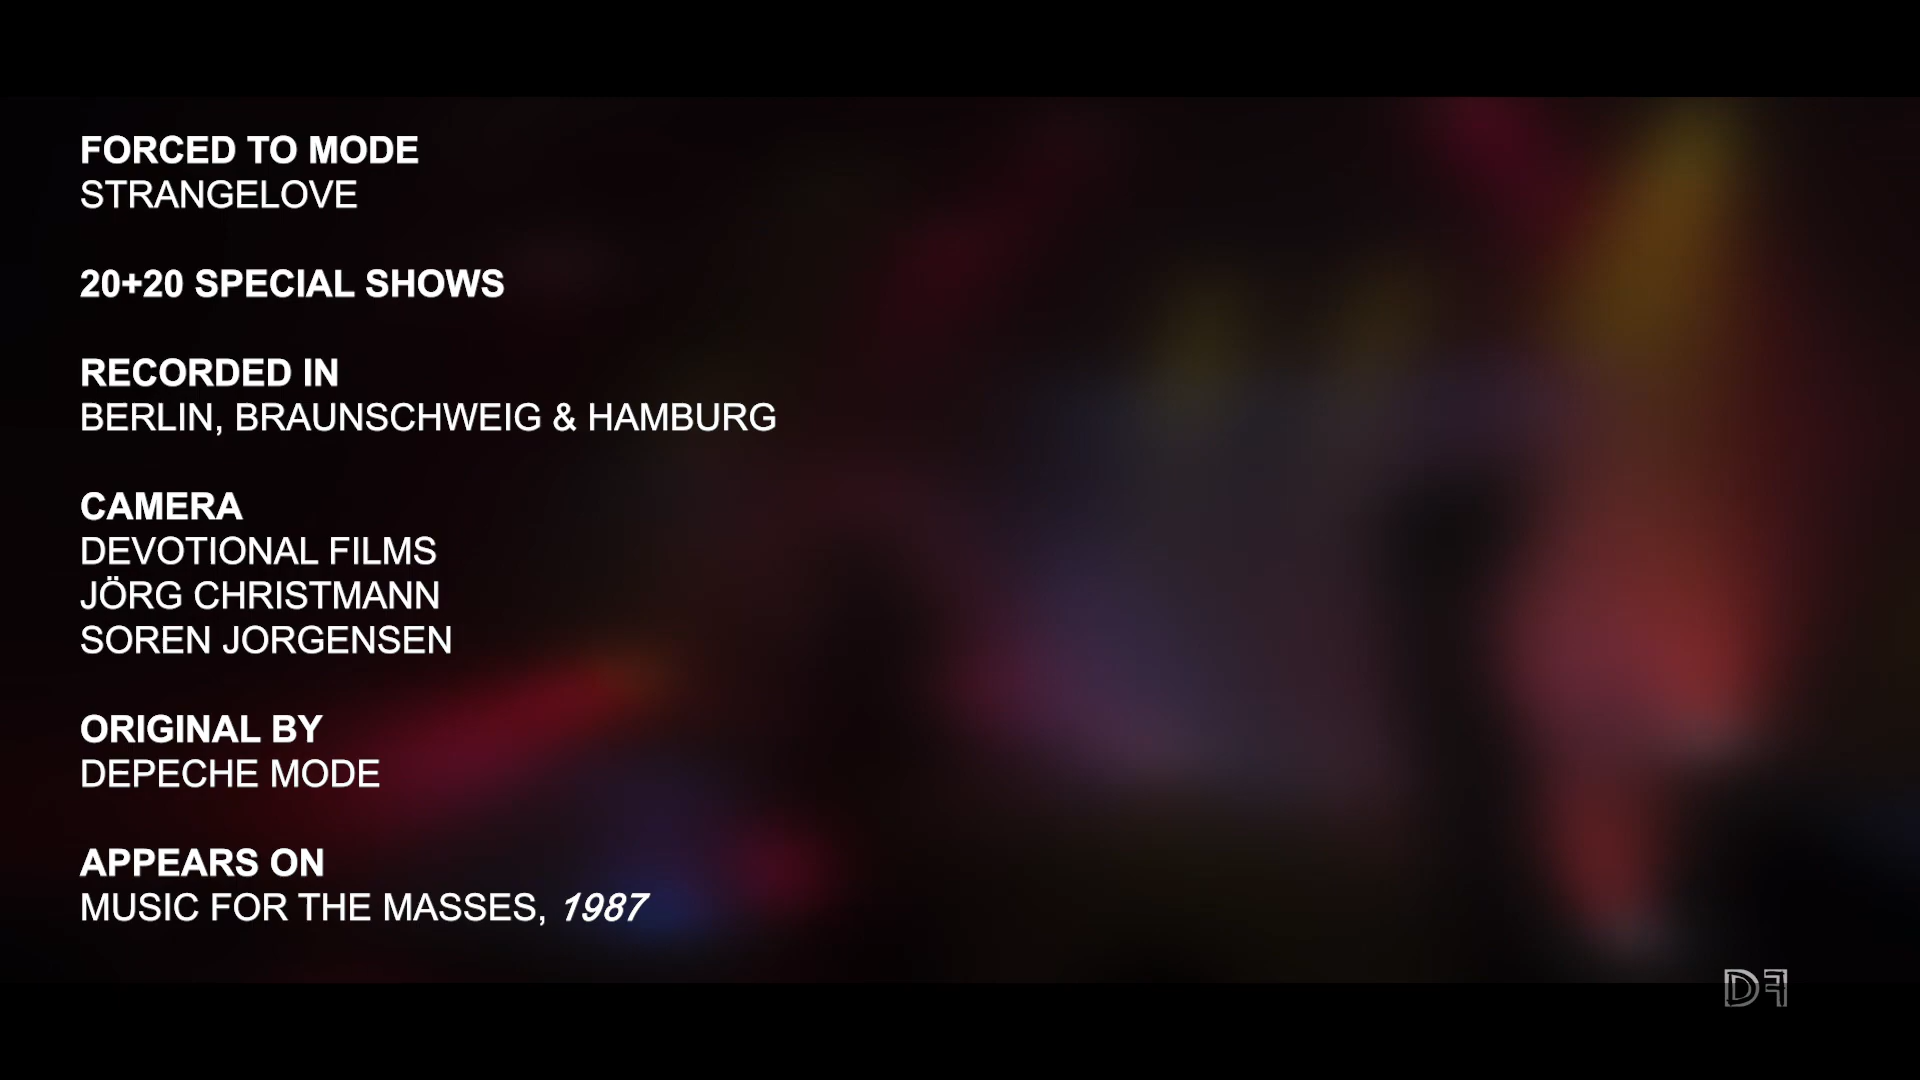 FORCED TO MODE
STRANGELOVE
20+20 SPECIAL SHOWS
RECORDED IN
BERLIN, BRAUNSCHWEIG & HAMBURG
CAMERA
DEVOTIONAL FILMS
JÖRG CHRISTMANN
SOREN JORGENSEN
ORIGINAL BY
DEPECHE MODE
APPEARS ON
MUSIC FOR THE MASSES, 1987
DF